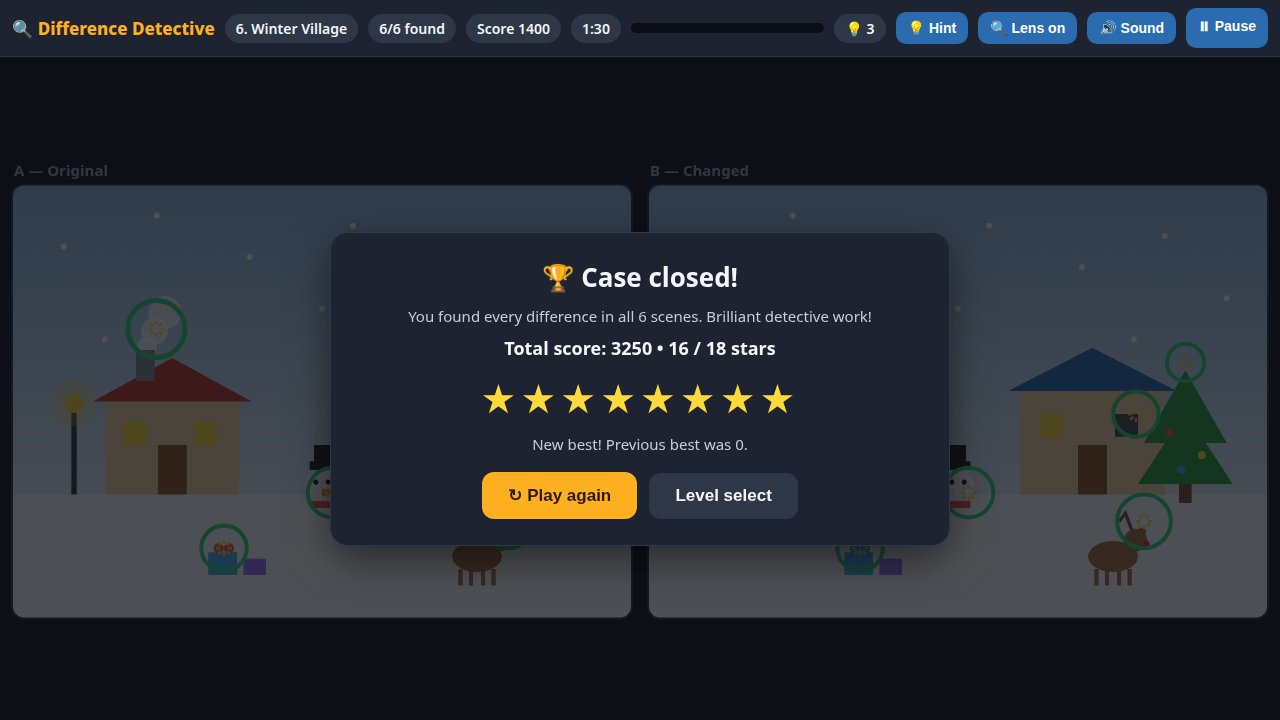 🔍 Difference Detective
6. Winter Village
6/6 found
Score 1400
1:30
💡 3
💡 Hint
🔍 Lens on
🔊 Sound
⏸ Pause
A — Original
B — Changed
🏆 Case closed!
You found every difference in all 6 scenes. Brilliant detective work!
Total score: 3250 • 16 / 18 stars
★★★★★★★★
New best! Previous best was 0.
↻ Play again
Level select